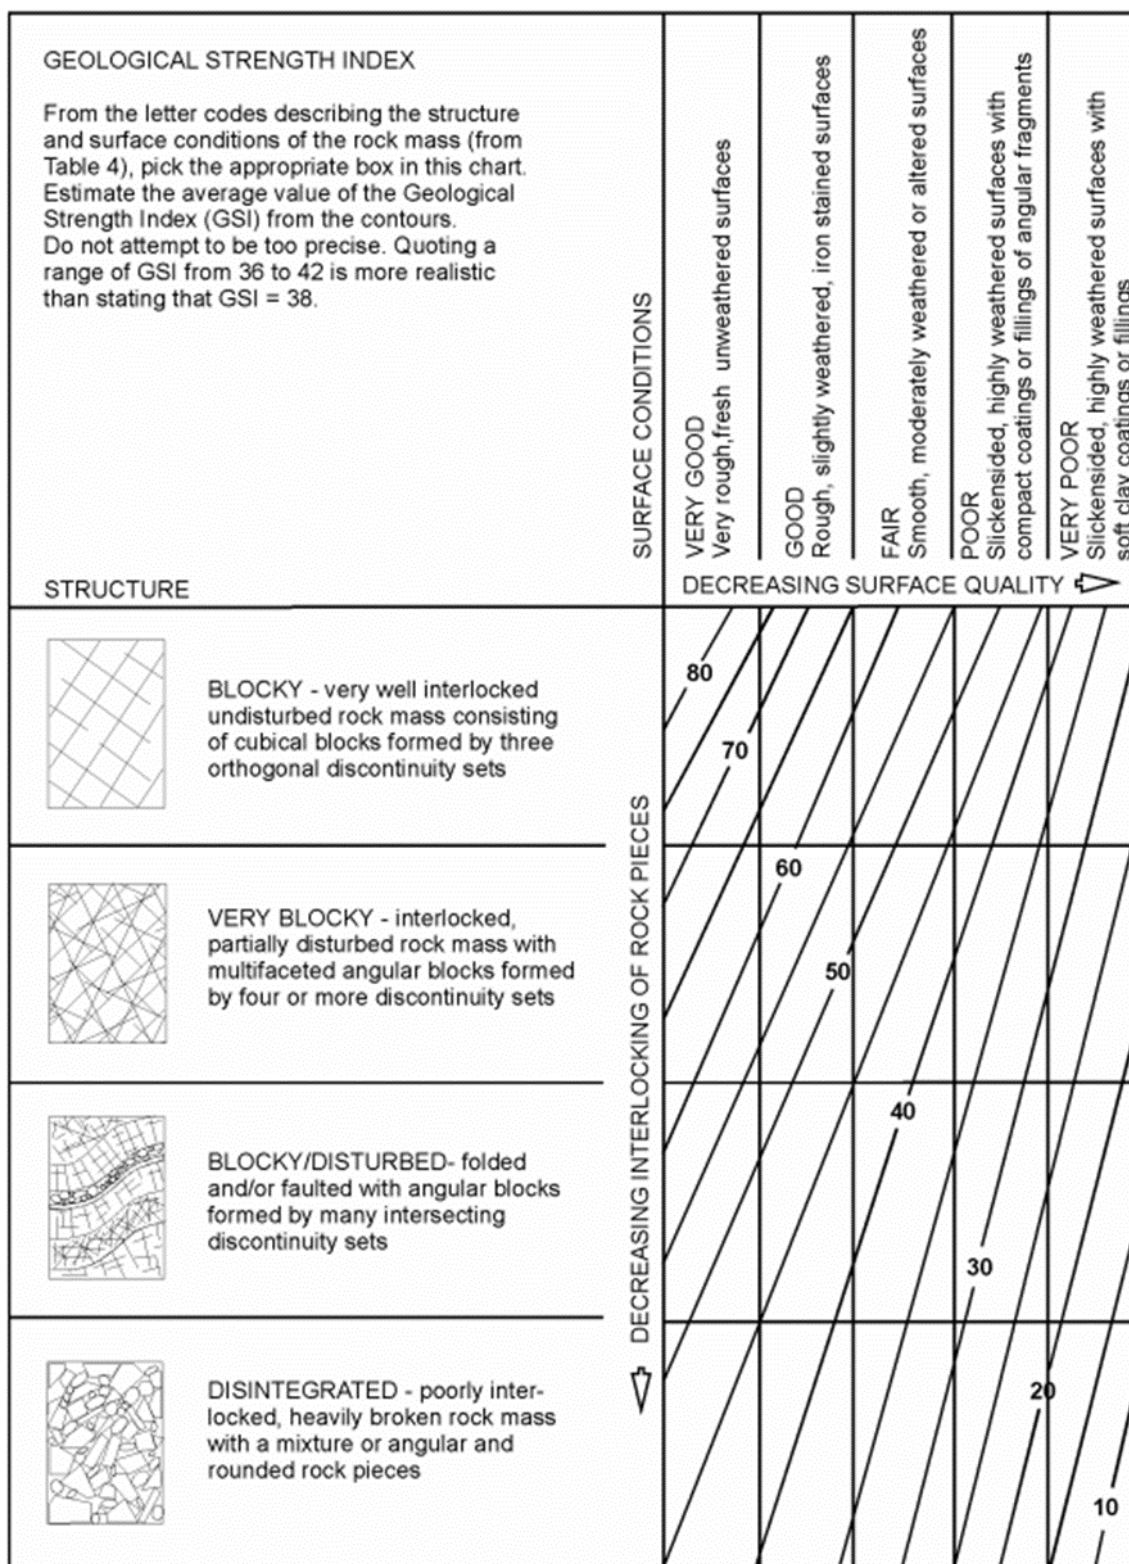 GEOLOGICAL STRENGTH INDEX
From the letter codes describing the structure
and surface conditions of the rock mass (from
Table 4), pick the appropriate box in this chart.
Estimate the average value of the Geological
Strength Index (GSI) from the contours.
Do not attempt to be too precise. Quoting a
range of GSI from 36 to 42 is more realistic
than stating that GSI = 38.
SURFACE CONDITIONS
VERY GOOD
Very rough,fresh unweathered surfaces
GOOD
Rough, slightly weathered, iron stained surfaces
FAIR
Smooth, moderately weathered or altered surfaces
POOR
Slickensided, highly weathered surfaces with
compact coatings or fillings of angular fragments
VERY POOR
Slickensided, highly weathered surfaces with
soft clay coatings or fillings
STRUCTURE
DECREASING SURFACE QUALITY
BLOCKY - very well interlocked
undisturbed rock mass consisting
of cubical blocks formed by three
orthogonal discontinuity sets
VERY BLOCKY - interlocked,
partially disturbed rock mass with
multifaceted angular blocks formed
by four or more discontinuity sets
BLOCKY/DISTURBED- folded
and/or faulted with angular blocks
formed by many intersecting
discontinuity sets
DISINTEGRATED - poorly inter-
locked, heavily broken rock mass
with a mixture or angular and
rounded rock pieces
DECREASING INTERLOCKING OF ROCK PIECES
80
70
60
50
40
30
20
10